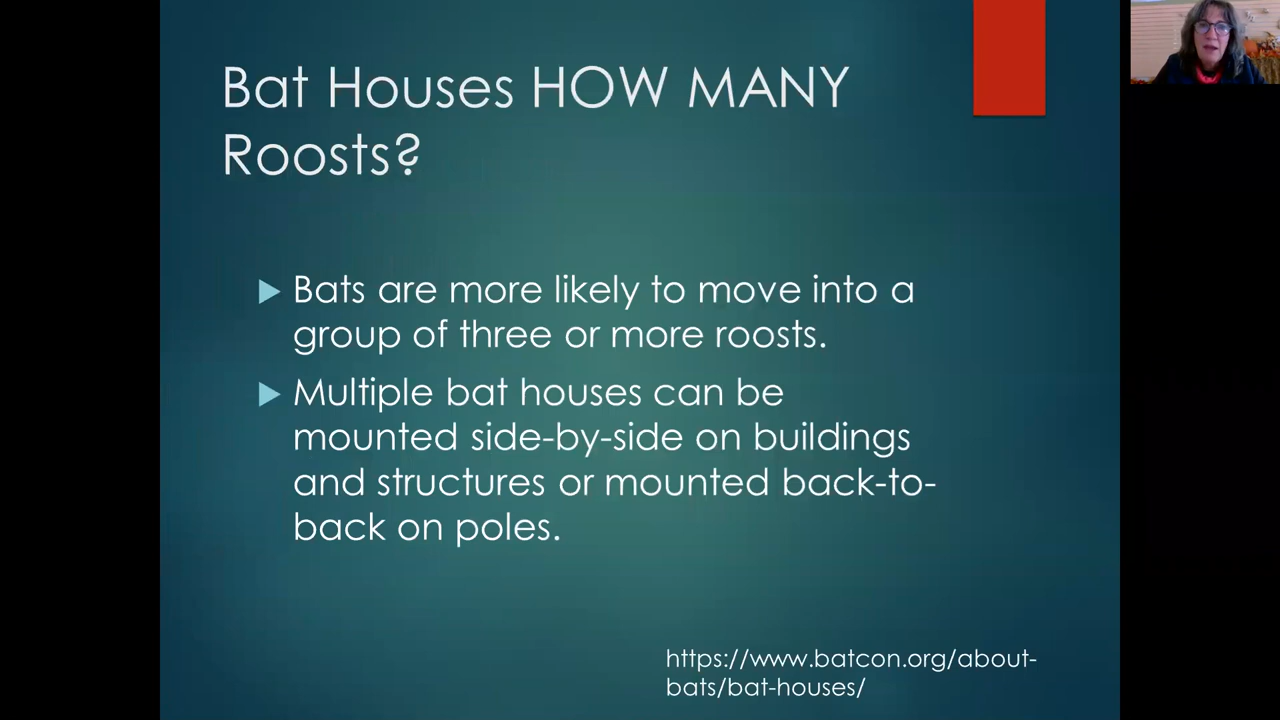 Bat Houses HOW MANY
Roosts?
Bats are more likely to move into a
group of three or more roosts.
Multiple bat houses can be
mounted side-by-side on buildings
and structures or mounted back-to-
back on poles.
https://www.batcon.org/about-
bats/bat-houses/